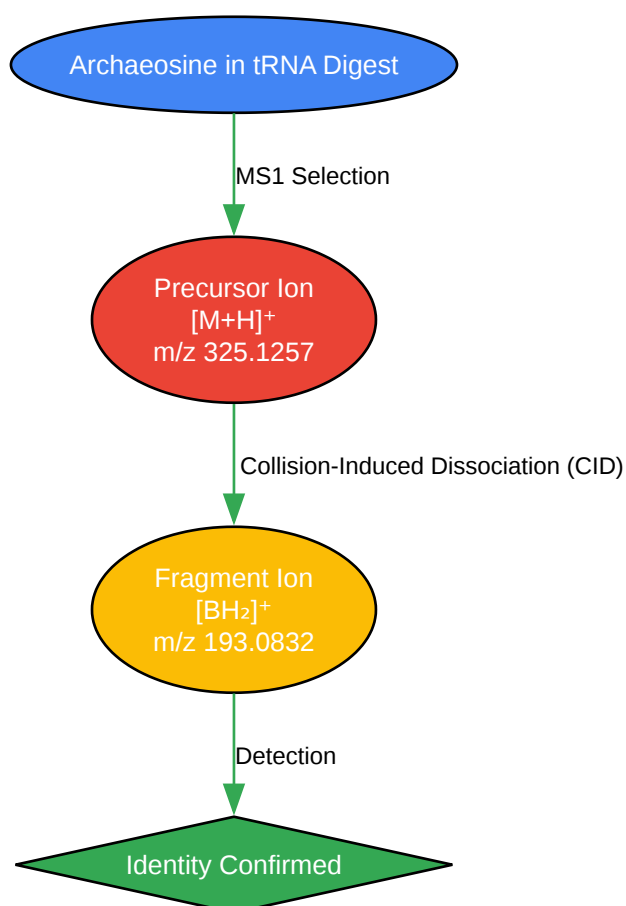 Archaeosine in tRNA Digest
MS1 Selection
Precursor Ion
[M+H]⁺
m/z 325.1257
Collision-Induced Dissociation (CID)
Fragment Ion
[BH₂]⁺
m/z 193.0832
Detection
Identity Confirmed